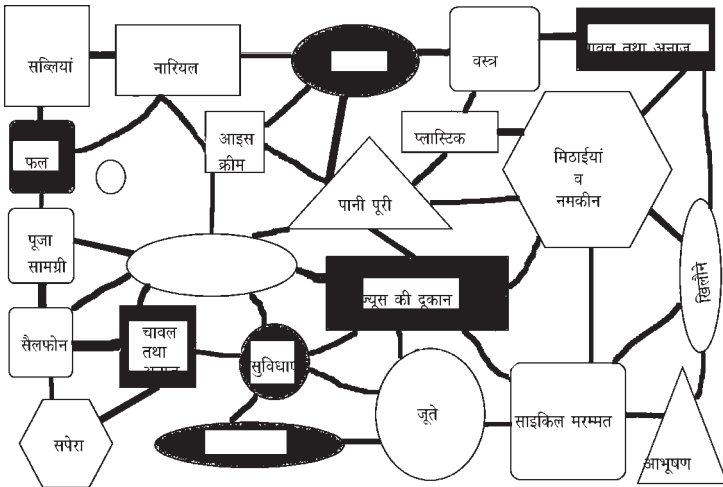 सब्लियां
नारियल
वस्त्र
चावल तथा अनाज
फल
आइस
क्रीम
प्लास्टिक
मिठाईयां
व
नमकीन
पानी पूरी
पूजा
सामग्री
ज्यूस की दूकान
खिलौने
सैलफोन
चावल
तथा
अनाज
सुविधाएं
सपेरा
जूते
साइकिल मरम्मत
आभूषण